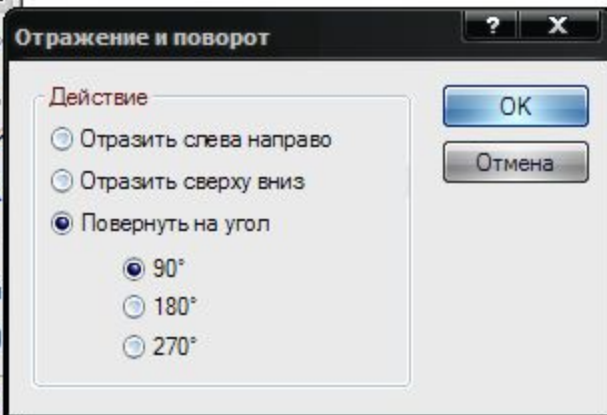 Отражение и поворот
? X
Действие
Отразить слева направо
Отразить сверху вниз
Повернуть на угол
90°
180°
270°
OK
Отмена